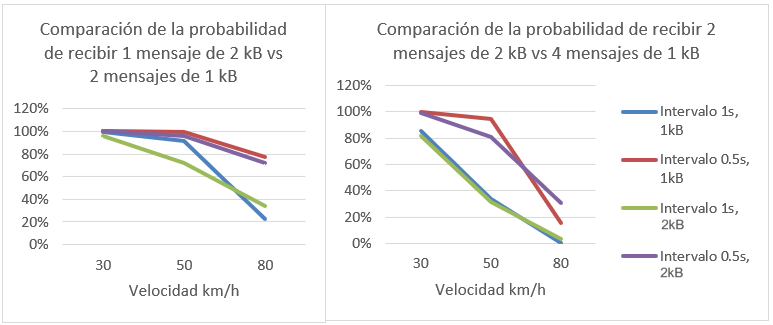 Comparación de la probabilidad
de recibir 1 mensaje de 2 kB vs
2 mensajes de 1 kB
120%
100%
80%
60%
40%
20%
0%
30 50 80
Velocidad km/h
Comparación de la probabilidad de recibir 2
mensajes de 2 kB vs 4 mensajes de 1 kB
120%
100%
80%
60%
40%
20%
0%
30 50 80
Velocidad km/h
Intervalo 1s,
1kB
Intervalo 0.5s,
1kB
Intervalo 1s,
2kB
Intervalo 0.5s,
2kB